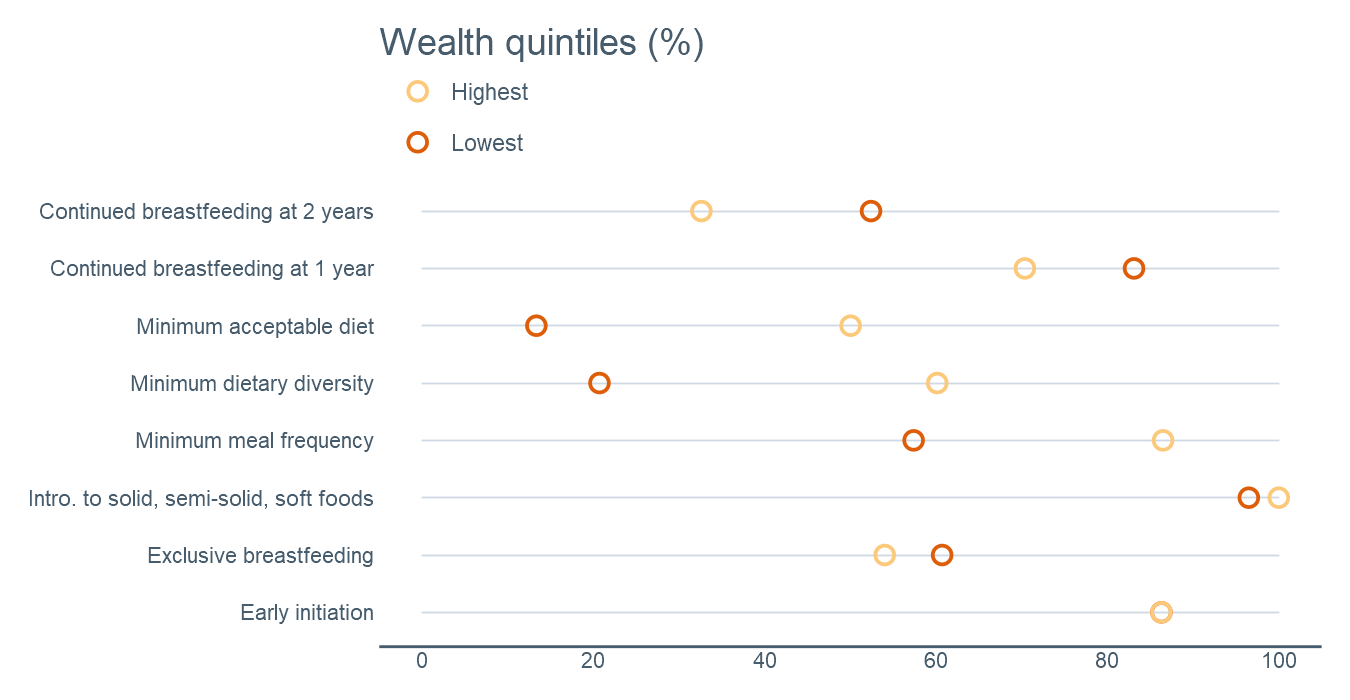 Wealth quintiles (%)
Highest
Lowest
Continued breastfeeding at 2 years
Continued breastfeeding at 1 year
Minimum acceptable diet
Minimum dietary diversity
Minimum meal frequency
Intro. to solid, semi-solid, soft foods
Exclusive breastfeeding
Early initiation
0 20 40 60 80 100